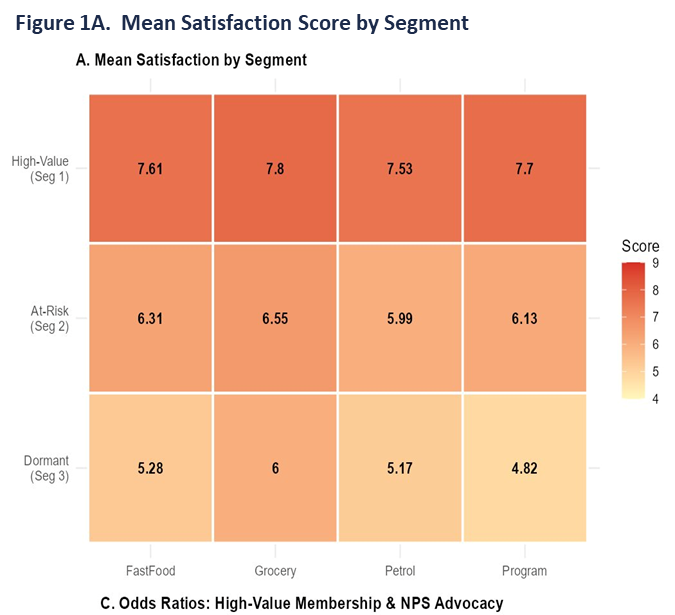 Figure 1A.  Mean Satisfaction Score by Segment
A. Mean Satisfaction by Segment
High-Value
(Seg 1)
7.61 7.8 7.53 7.7
At-Risk
(Seg 2)
6.31 6.55 5.99 6.13
Dormant
(Seg 3)
5.28 6 5.17 4.82
Score
9
8
7
6
5
4
FastFood Grocery Petrol Program
C. Odds Ratios: High-Value Membership & NPS Advocacy